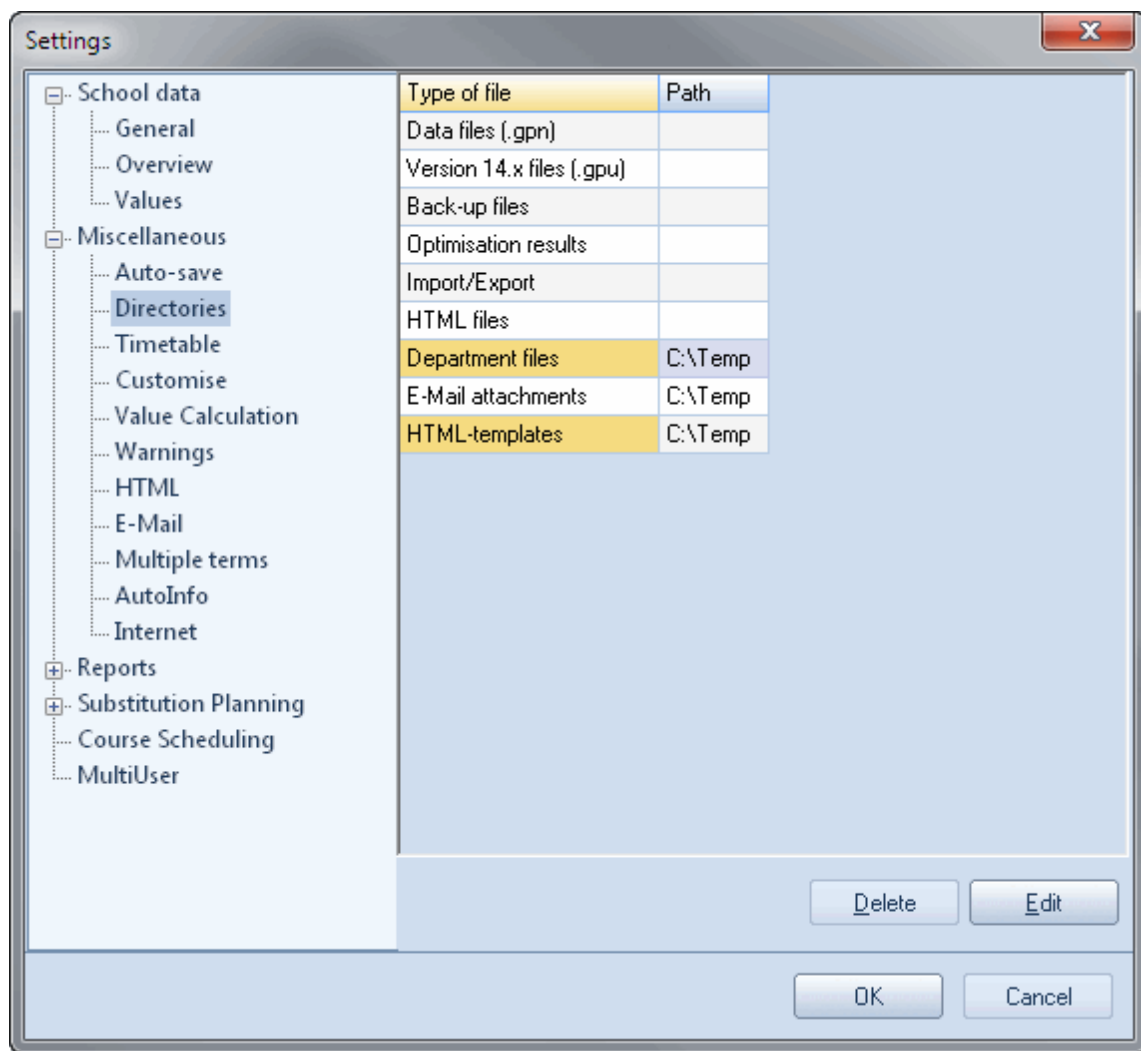 Settings
School data
General
Overview
Values
Miscellaneous
Auto-save
Directories
Timetable
Customise
Value Calculation
Warnings
HTML
E-Mail
Multiple terms
AutoInfo
Internet
Reports
Substitution Planning
Course Scheduling
MultiUser
Type of file Path
Data files (.gpn)
Version 14.x files (.gpu)
Back-up files
Optimisation results
Import/Export
HTML files
Department files C:\Temp
E-Mail attachments C:\Temp
HTML-templates C:\Temp
Delete Edit
OK Cancel